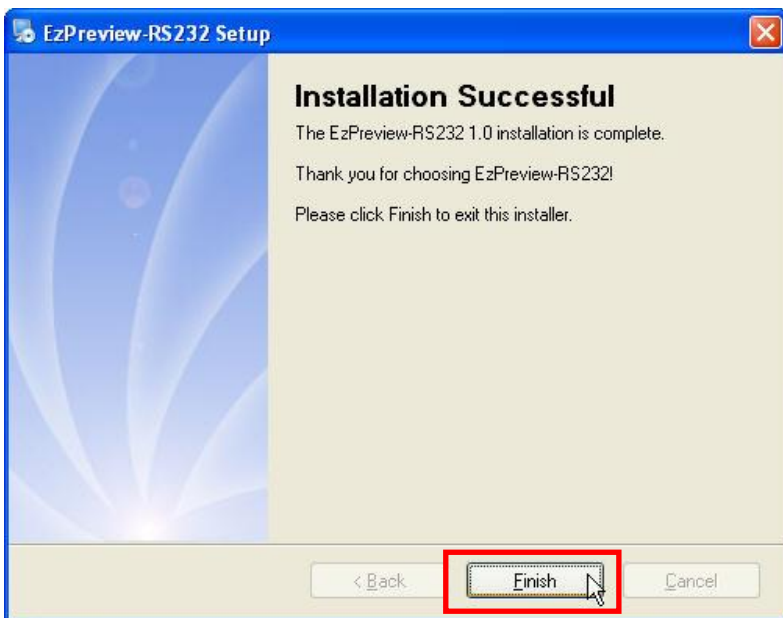 EzPreview-RS232 Setup
Installation Successful
The EzPreview-RS232 1.0 installation is complete.
Thank you for choosing EzPreview-RS232!
Please click Finish to exit this installer.
< Back Finish Cancel